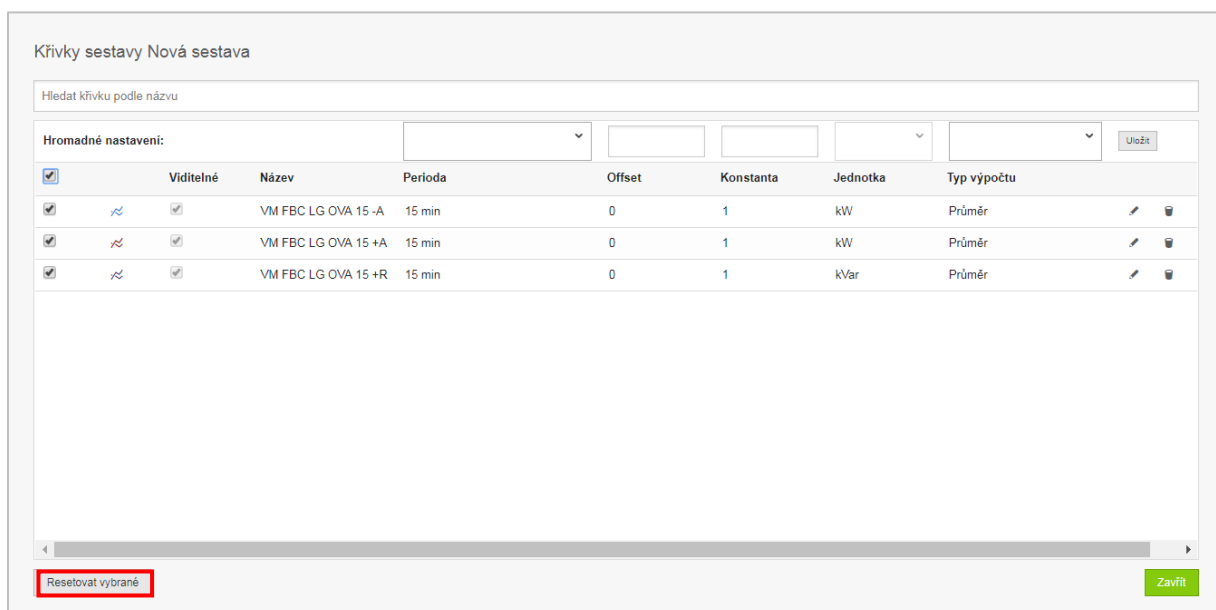 Křivky sestavy Nová sestava
Hledat křivku podle názvu
Hromadné nastavení: Uložit
Viditelné Název Perioda Offset Konstanta Jednotka Typ výpočtu
VM FBC LG OVA 15 -A 15 min 0 1 kW Průměr
VM FBC LG OVA 15 +A 15 min 0 1 kW Průměr
VM FBC LG OVA 15 +R 15 min 0 1 kVar Průměr
Resetovat vybrané Zavřít